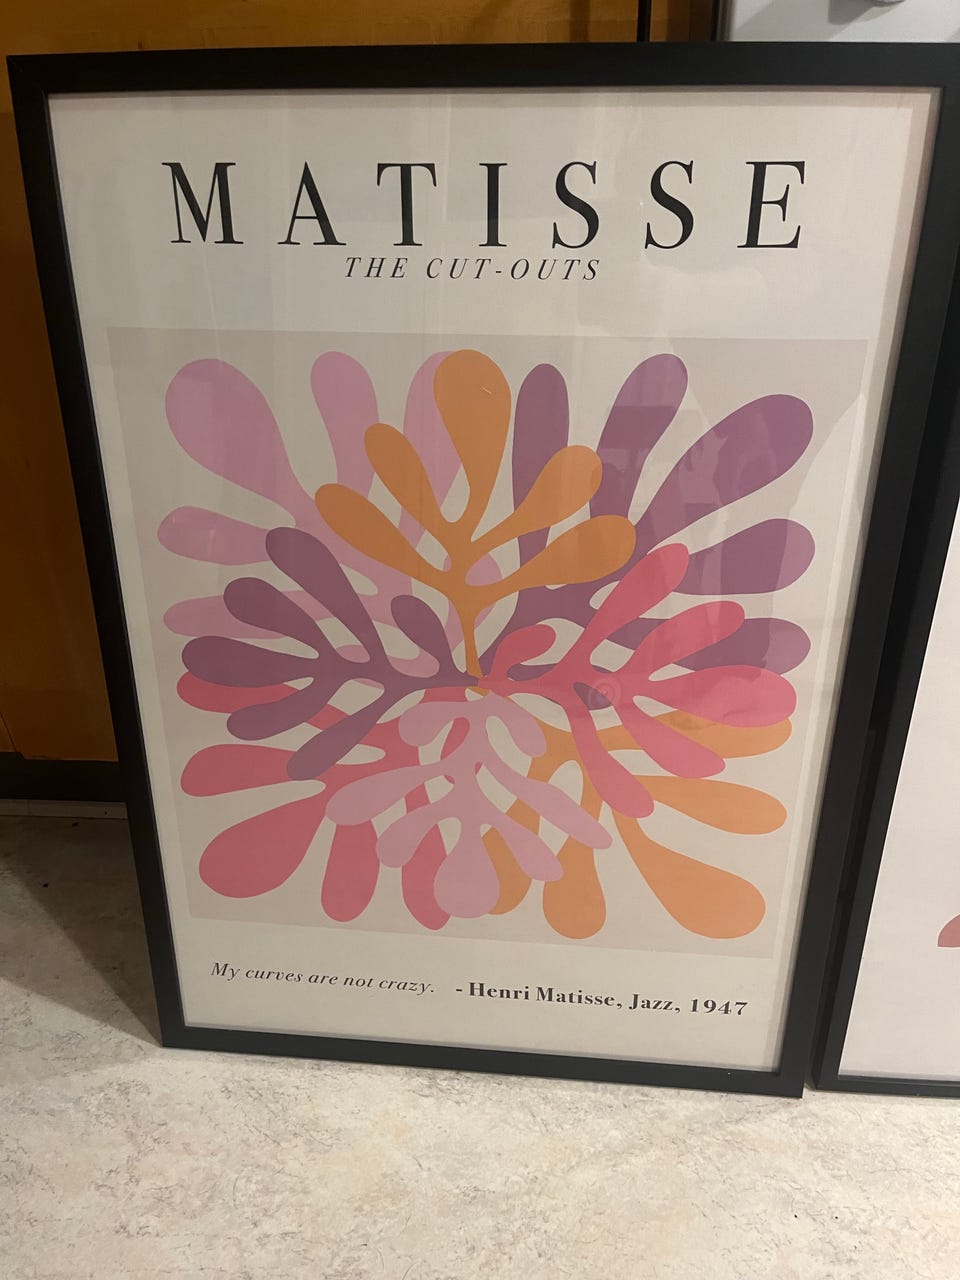 MATISSE
THE CUT-OUTS
My curves are not crazy. - Henri Matisse, Jazz, 1947